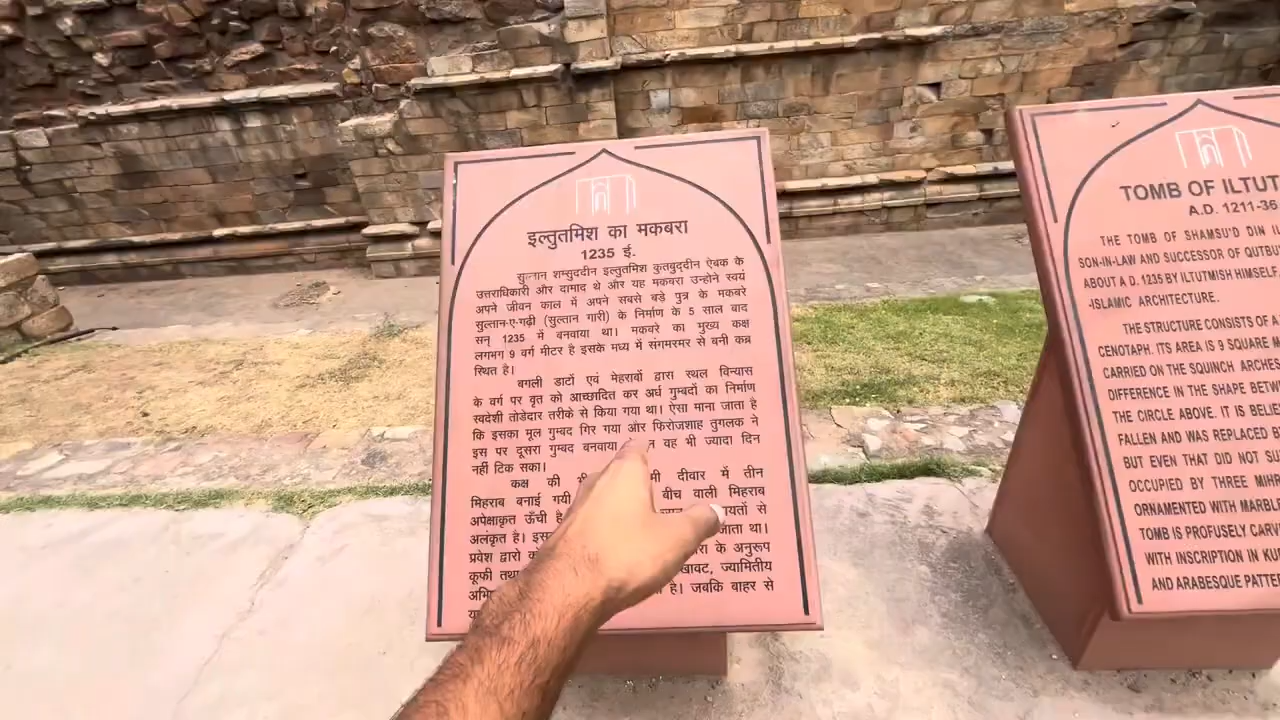 इल्तुतमिश का मकबरा
1235 ई.
सुल्तान शम्सुददीन इल्तुतमिश कुतबुद्दीन ऐबक के
उत्तराधिकारी और दामाद थे और यह मकबरा उन्होने स्वयं
अपने जीवन काल में अपने सबसे बड़े पुत्र के मकबरे
सुल्तान-ए-गढ़ी (सुल्तान गारी) के निर्माण के 5 साल बाद
सन् 1235 में बनवाया था। मकबरे का मुख्य कक्ष
लगभग 9 वर्ग मीटर है इसके मध्य में संगमरमर से बनी कब्र
स्थित है।
बगली डाटों एवं मेहराबों द्वारा स्थल विन्यास
के वर्ग पर वृत को आच्छादित कर अर्ध गुम्बदों का निर्माण
स्वदेशी तोडेदार तरीके से किया गया था। ऐसा माना जाता है
कि इसका मूल गुम्बद गिर गया और फिरोजशाह तुगलक ने
इस पर दूसरा गुम्बद बनवाया वह भी ज्यादा दिन
नहीं टिक सका।
कक्ष की दीवार में तीन
मिहराब बनाई गयी बीच वाली मिहराब
अपेक्षाकृत ऊँची
अलंकृत है। जाता था।
प्रवेश द्वारो के अनुरूप
कूफी ज्यामितीय
है। जबकि बाहर से
TOMB OF ILTUT
A.D. 1211-36
THE TOMB OF SHAMSU'D DIN
SON-IN-LAW AND SUCCESSOR OF QUTBU
ABOUT A D. 1235 BY ILTUTMISH HIMSELF
-ISLAMIC ARCHITECTURE.
THE STRUCTURE CONSISTS OF A
CENOTAPH. ITS AREA IS 9 SQUARE M
CARRIED ON THE SQUINCH ARCHES
DIFFERENCE IN THE SHAPE BETW
THE CIRCLE ABOVE. IT IS BELIE
FALLEN AND WAS REPLACED B
BUT EVEN THAT DID NOT SU
OCCUPIED BY THREE MIHR
ORNAMENTED WITH MARBL
TOMB IS PROFUSELY CARV
WITH INSCRIPTION IN KU
AND ARABESQUE PATTE